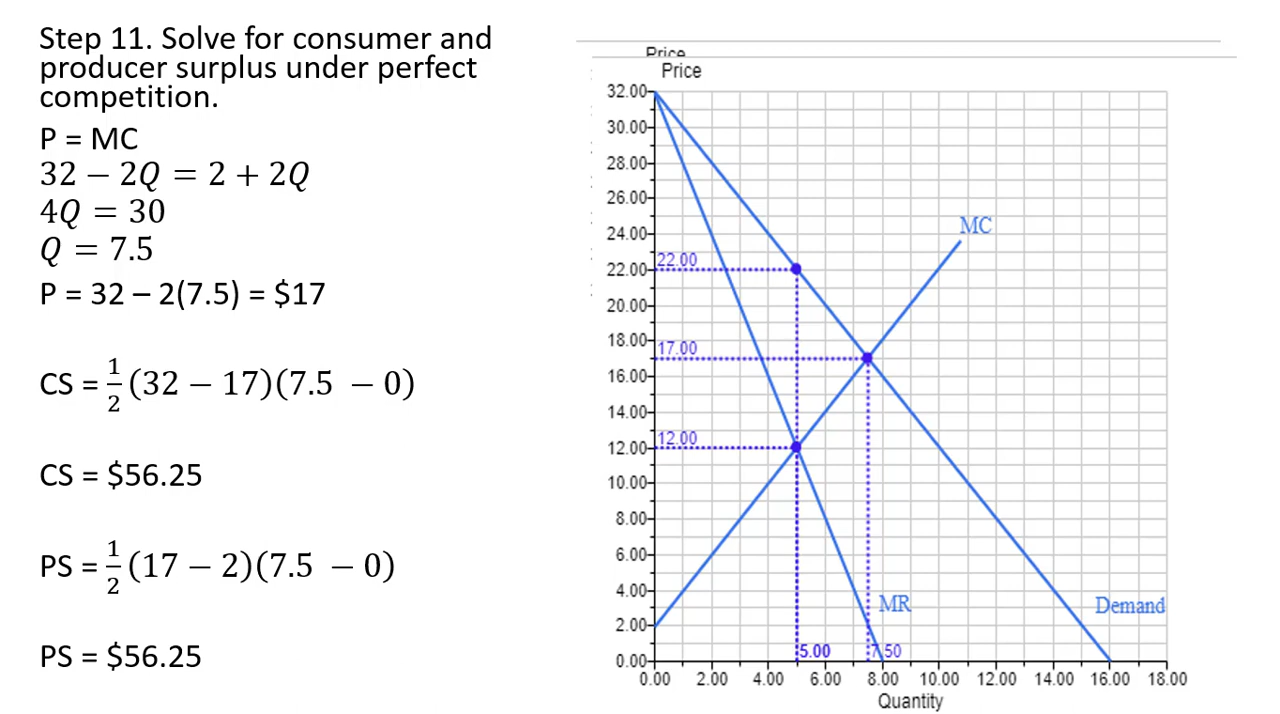 Step 11. Solve for consumer and
producer surplus under perfect
competition.
P = MC
32 − 2Q = 2 + 2Q
4Q = 30
Q = 7.5
P = 32 – 2(7.5) = $17
CS = 1/2 (32 − 17)(7.5 − 0)
CS = $56.25
PS = 1/2 (17 − 2)(7.5 − 0)
PS = $56.25
Price
Price
32.00
30.00
28.00
26.00
24.00
22.00
20.00
18.00
16.00
14.00
12.00
10.00
8.00
6.00
4.00
2.00
0.00
MC
22.00
17.00
12.00
MR
Demand
5.00
7.50
0.00 2.00 4.00 6.00 8.00 10.00 12.00 14.00 16.00 18.00
Quantity